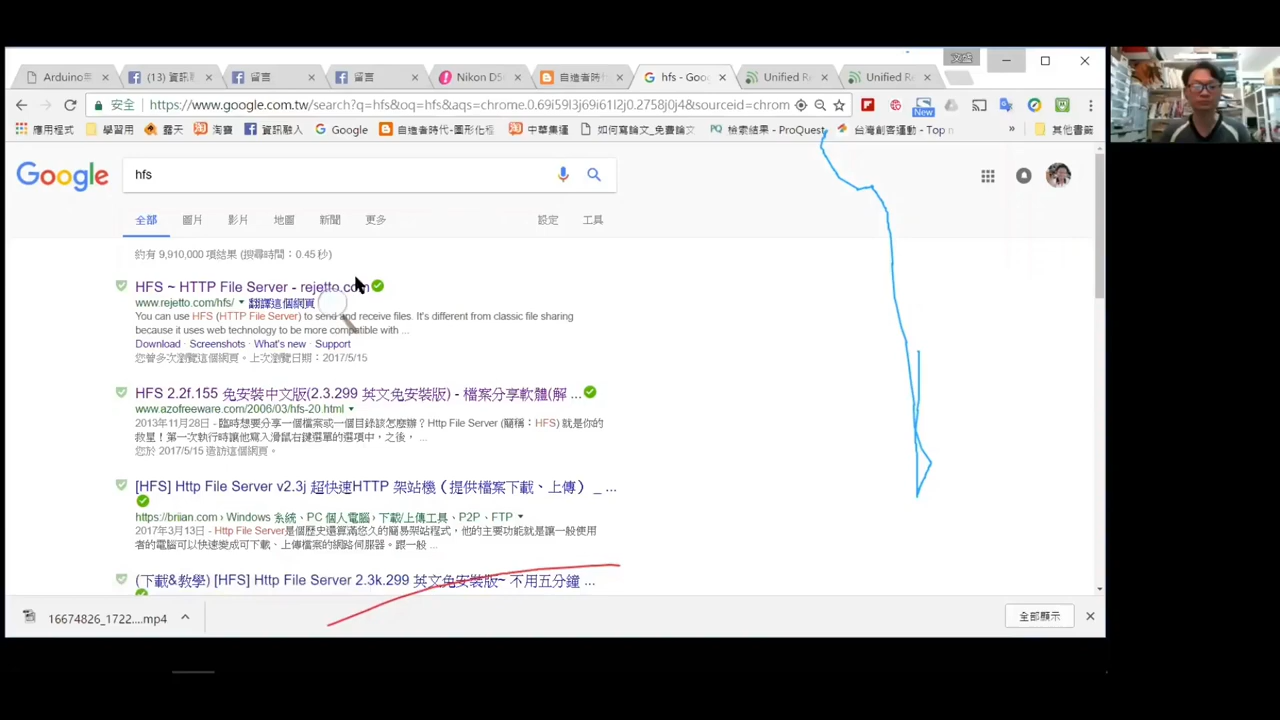 文鼎
Arduino
(13) 資訊
留言
留言
Nikon D5
自造者時
hfs - Goo
Unified Re
Unified Re
安全
https://www.google.com.tw/search?q=hfs&oq=hfs&aqs=chrome.0.69i59l3j69i61l2j0.2758j0j4&sourceid=chrom
New
應用程式
學習用
露天
淘寶
資訊融入
Google
自造者時代-圖形化程
中華集運
如何寫論文_免費論文
檢索結果 - ProQuest
台灣創客運動 - Top n
»
其他書籤
Google
hfs
全部 圖片 影片 地圖 新聞 更多 設定 工具
約有 9,910,000 項結果 (搜尋時間：0.45 秒)
HFS ~ HTTP File Server - rejetto.com
www.rejetto.com/hfs/ 翻譯這個網頁
You can use HFS (HTTP File Server) to send and receive files. It's different from classic file sharing
because it uses web technology to be more compatible with ...
Download Screenshots What's new Support
您曾多次瀏覽這個網頁。上次瀏覽日期：2017/5/15
HFS 2.2f.155 免安裝中文版(2.3.299 英文免安裝版) - 檔案分享軟體(解 ...
www.azofreeware.com/2006/03/hfs-20.html
2013年11月28日 - 臨時想要分享一個檔案或一個目錄該怎麼辦？Http File Server (簡稱：HFS) 就是你的
救星！第一次執行時讓他寫入滑鼠右鍵選單的選項中，之後， ...
您於 2017/5/15 造訪這個網頁。
[HFS] Http File Server v2.3j 超快速HTTP 架站機（提供檔案下載、上傳） _ ...
https://briian.com › Windows 系統、PC 個人電腦 › 下載/上傳工具、P2P、FTP
2017年3月13日 - Http File Server是個歷史還算滿悠久的簡易架站程式，他的主要功能就是讓一般使用
者的電腦可以快速變成可下載、上傳檔案的網路伺服器。跟一般 ...
(下載&教學) [HFS] Http File Server 2.3k.299 英文免安裝版~ 不用五分鐘 ...
16674826_1722....mp4
全部顯示